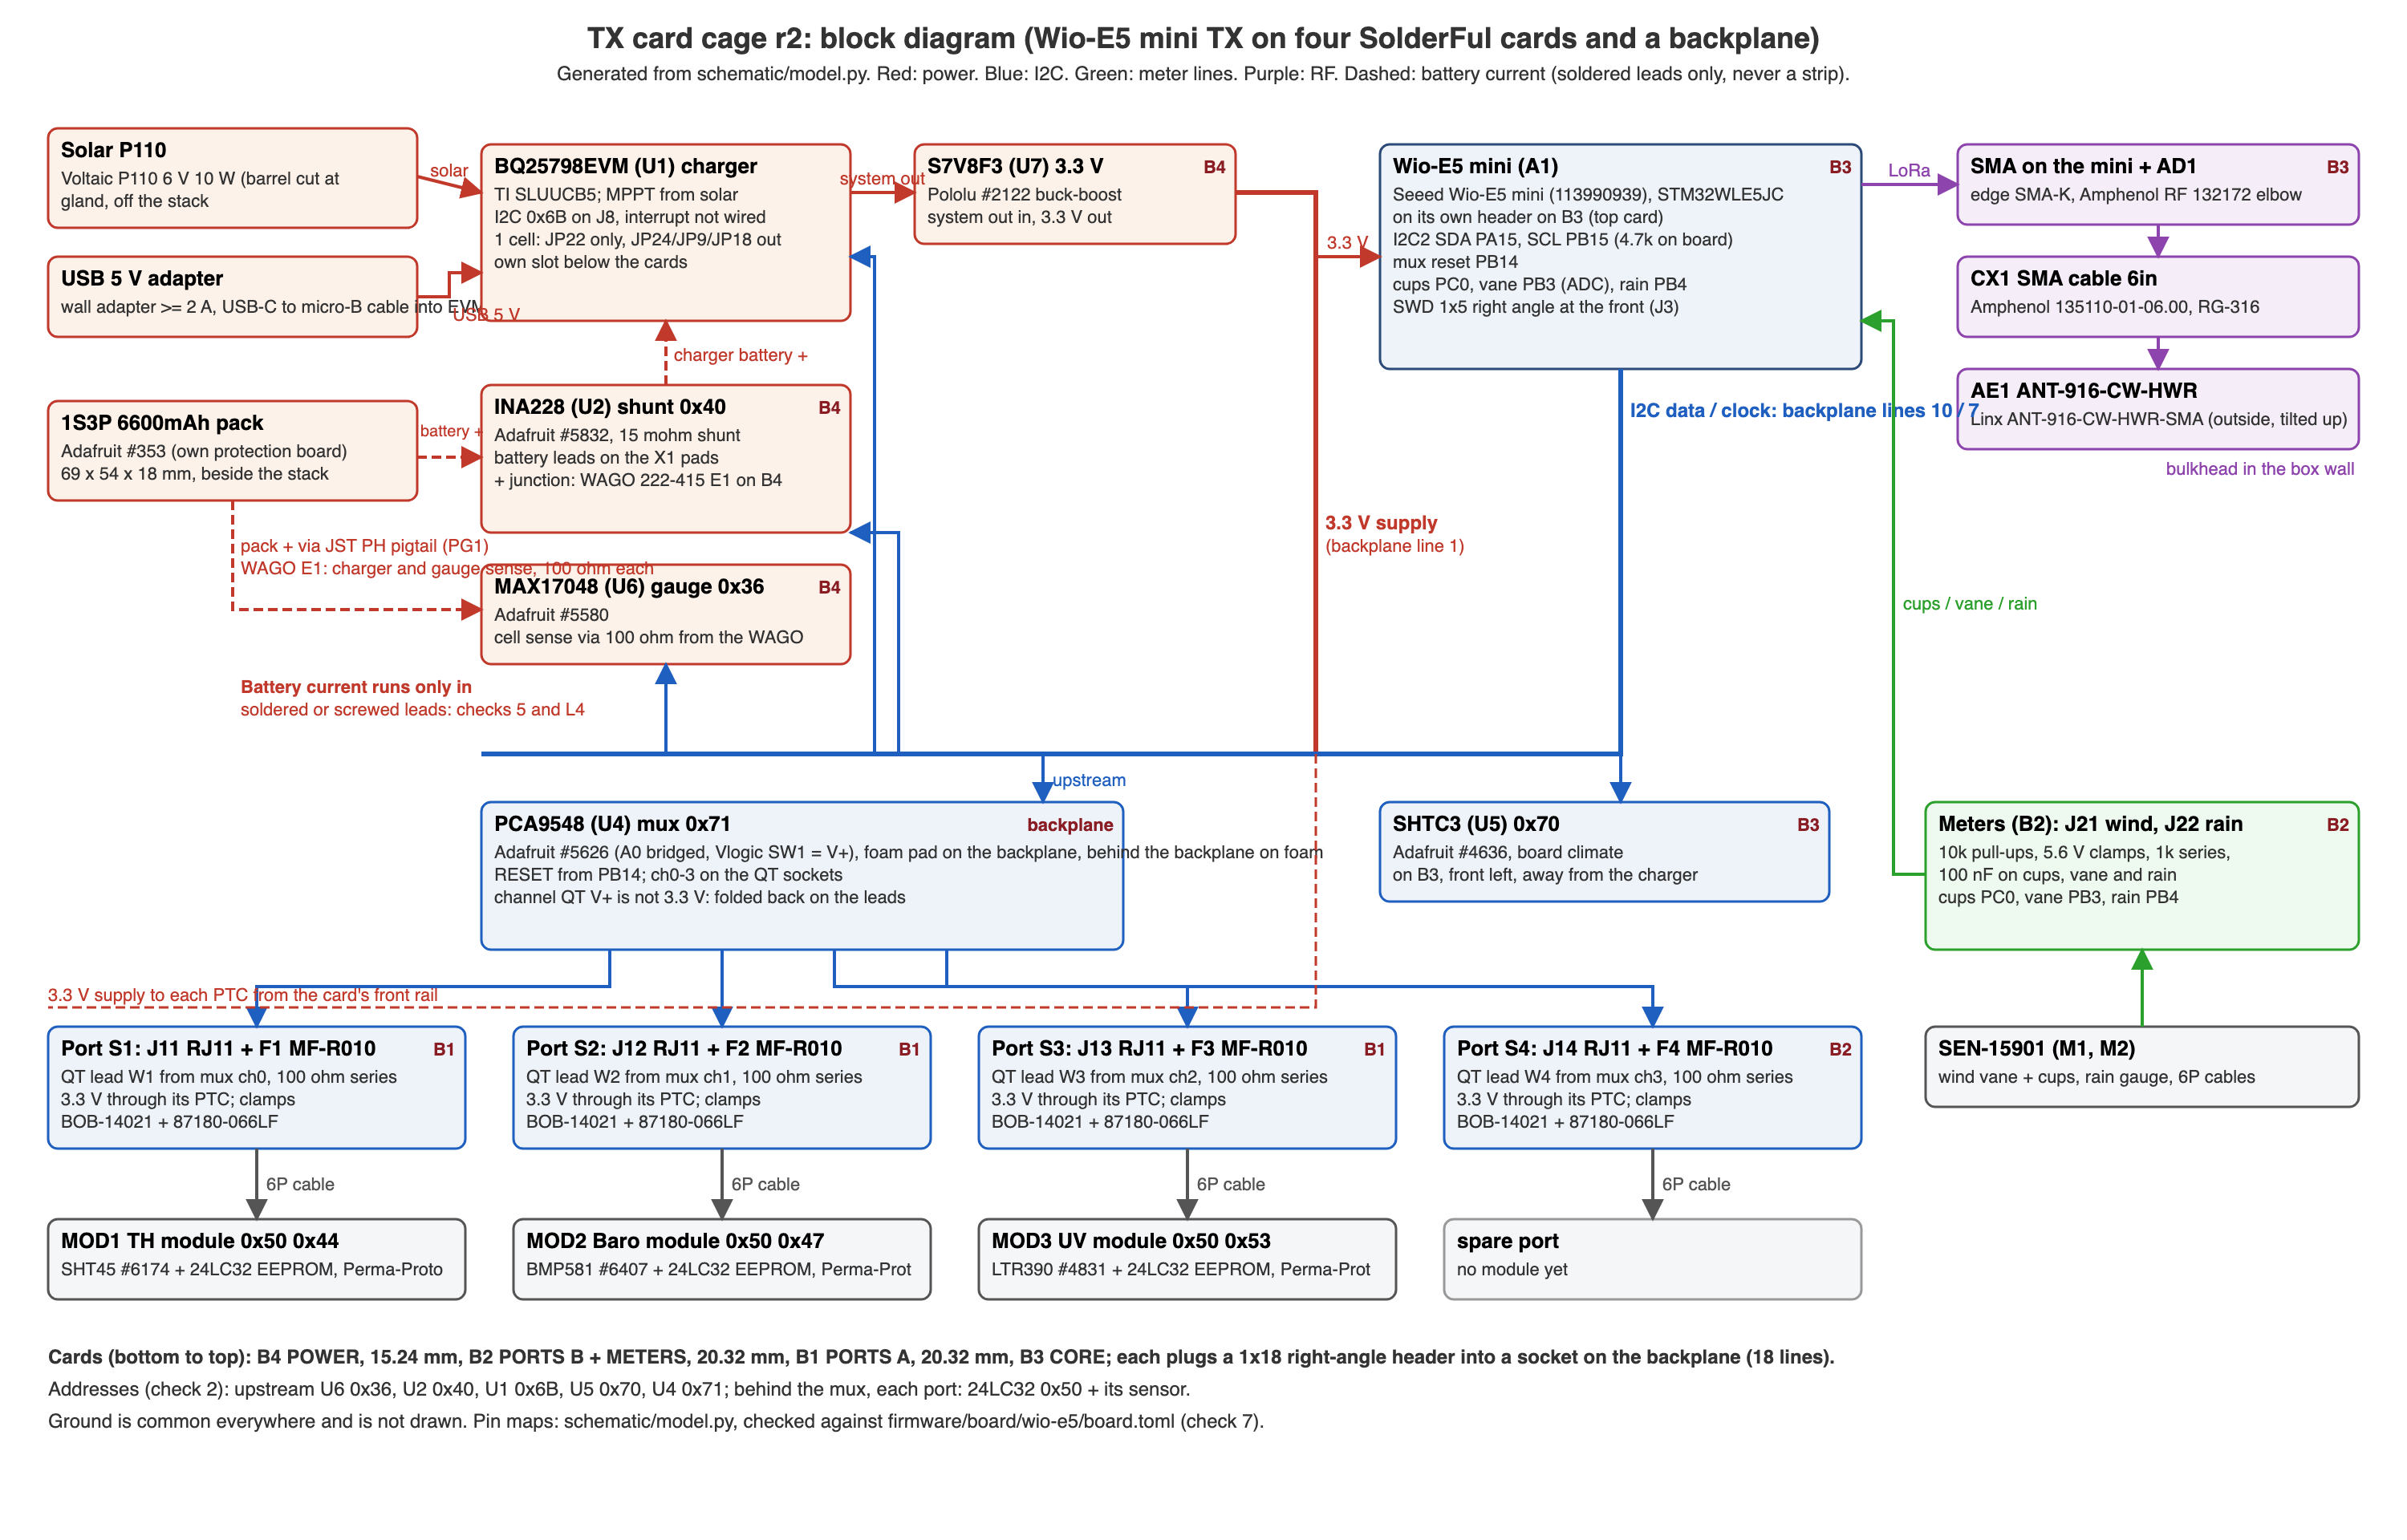 TX card cage r2: block diagram (Wio-E5 mini TX on four SolderFul cards and a backplane)
Generated from schematic/model.py. Red: power. Blue: I2C. Green: meter lines. Purple: RF. Dashed: battery current (soldered leads only, never a strip).
Solar P110
Voltaic P110 6 V 10 W (barrel cut at
gland, off the stack
solar
USB 5 V adapter
wall adapter >= 2 A, USB-C to micro-B cable into EVM
USB 5 V
BQ25798EVM (U1) charger
TI SLUUCB5; MPPT from solar
I2C 0x6B on J8, interrupt not wired
1 cell: JP22 only, JP24/JP9/JP18 out
own slot below the cards
system out
S7V8F3 (U7) 3.3 V
B4
Pololu #2122 buck-boost
system out in, 3.3 V out
3.3 V
Wio-E5 mini (A1)
B3
Seeed Wio-E5 mini (113990939), STM32WLE5JC
on its own header on B3 (top card)
I2C2 SDA PA15, SCL PB15 (4.7k on board)
mux reset PB14
cups PC0, vane PB3 (ADC), rain PB4
SWD 1x5 right angle at the front (J3)
LoRa
SMA on the mini + AD1
B3
edge SMA-K, Amphenol RF 132172 elbow
CX1 SMA cable 6in
Amphenol 135110-01-06.00, RG-316
AE1 ANT-916-CW-HWR
Linx ANT-916-CW-HWR-SMA (outside, tilted up)
bulkhead in the box wall
charger battery +
1S3P 6600mAh pack
Adafruit #353 (own protection board)
69 x 54 x 18 mm, beside the stack
battery +
INA228 (U2) shunt 0x40
B4
Adafruit #5832, 15 mohm shunt
battery leads on the X1 pads
+ junction: WAGO 222-415 E1 on B4
I2C data / clock: backplane lines 10 / 7
3.3 V supply
(backplane line 1)
pack + via JST PH pigtail (PG1)
WAGO E1: charger and gauge sense, 100 ohm each
MAX17048 (U6) gauge 0x36
B4
Adafruit #5580
cell sense via 100 ohm from the WAGO
cups / vane / rain
Battery current runs only in
soldered or screwed leads: checks 5 and L4
upstream
PCA9548 (U4) mux 0x71
backplane
Adafruit #5626 (A0 bridged, Vlogic SW1 = V+), foam pad on the backplane, behind the backplane on foam
RESET from PB14; ch0-3 on the QT sockets
channel QT V+ is not 3.3 V: folded back on the leads
SHTC3 (U5) 0x70
B3
Adafruit #4636, board climate
on B3, front left, away from the charger
Meters (B2): J21 wind, J22 rain
B2
10k pull-ups, 5.6 V clamps, 1k series,
100 nF on cups, vane and rain
cups PC0, vane PB3, rain PB4
3.3 V supply to each PTC from the card's front rail
Port S1: J11 RJ11 + F1 MF-R010
B1
QT lead W1 from mux ch0, 100 ohm series
3.3 V through its PTC; clamps
BOB-14021 + 87180-066LF
Port S2: J12 RJ11 + F2 MF-R010
B1
QT lead W2 from mux ch1, 100 ohm series
3.3 V through its PTC; clamps
BOB-14021 + 87180-066LF
Port S3: J13 RJ11 + F3 MF-R010
B1
QT lead W3 from mux ch2, 100 ohm series
3.3 V through its PTC; clamps
BOB-14021 + 87180-066LF
Port S4: J14 RJ11 + F4 MF-R010
B2
QT lead W4 from mux ch3, 100 ohm series
3.3 V through its PTC; clamps
BOB-14021 + 87180-066LF
SEN-15901 (M1, M2)
wind vane + cups, rain gauge, 6P cables
6P cable
6P cable
6P cable
6P cable
MOD1 TH module 0x50 0x44
SHT45 #6174 + 24LC32 EEPROM, Perma-Proto
MOD2 Baro module 0x50 0x47
BMP581 #6407 + 24LC32 EEPROM, Perma-Prot
MOD3 UV module 0x50 0x53
LTR390 #4831 + 24LC32 EEPROM, Perma-Prot
spare port
no module yet
Cards (bottom to top): B4 POWER, 15.24 mm, B2 PORTS B + METERS, 20.32 mm, B1 PORTS A, 20.32 mm, B3 CORE; each plugs a 1x18 right-angle header into a socket on the backplane (18 lines).
Addresses (check 2): upstream U6 0x36, U2 0x40, U1 0x6B, U5 0x70, U4 0x71; behind the mux, each port: 24LC32 0x50 + its sensor.
Ground is common everywhere and is not drawn. Pin maps: schematic/model.py, checked against firmware/board/wio-e5/board.toml (check 7).